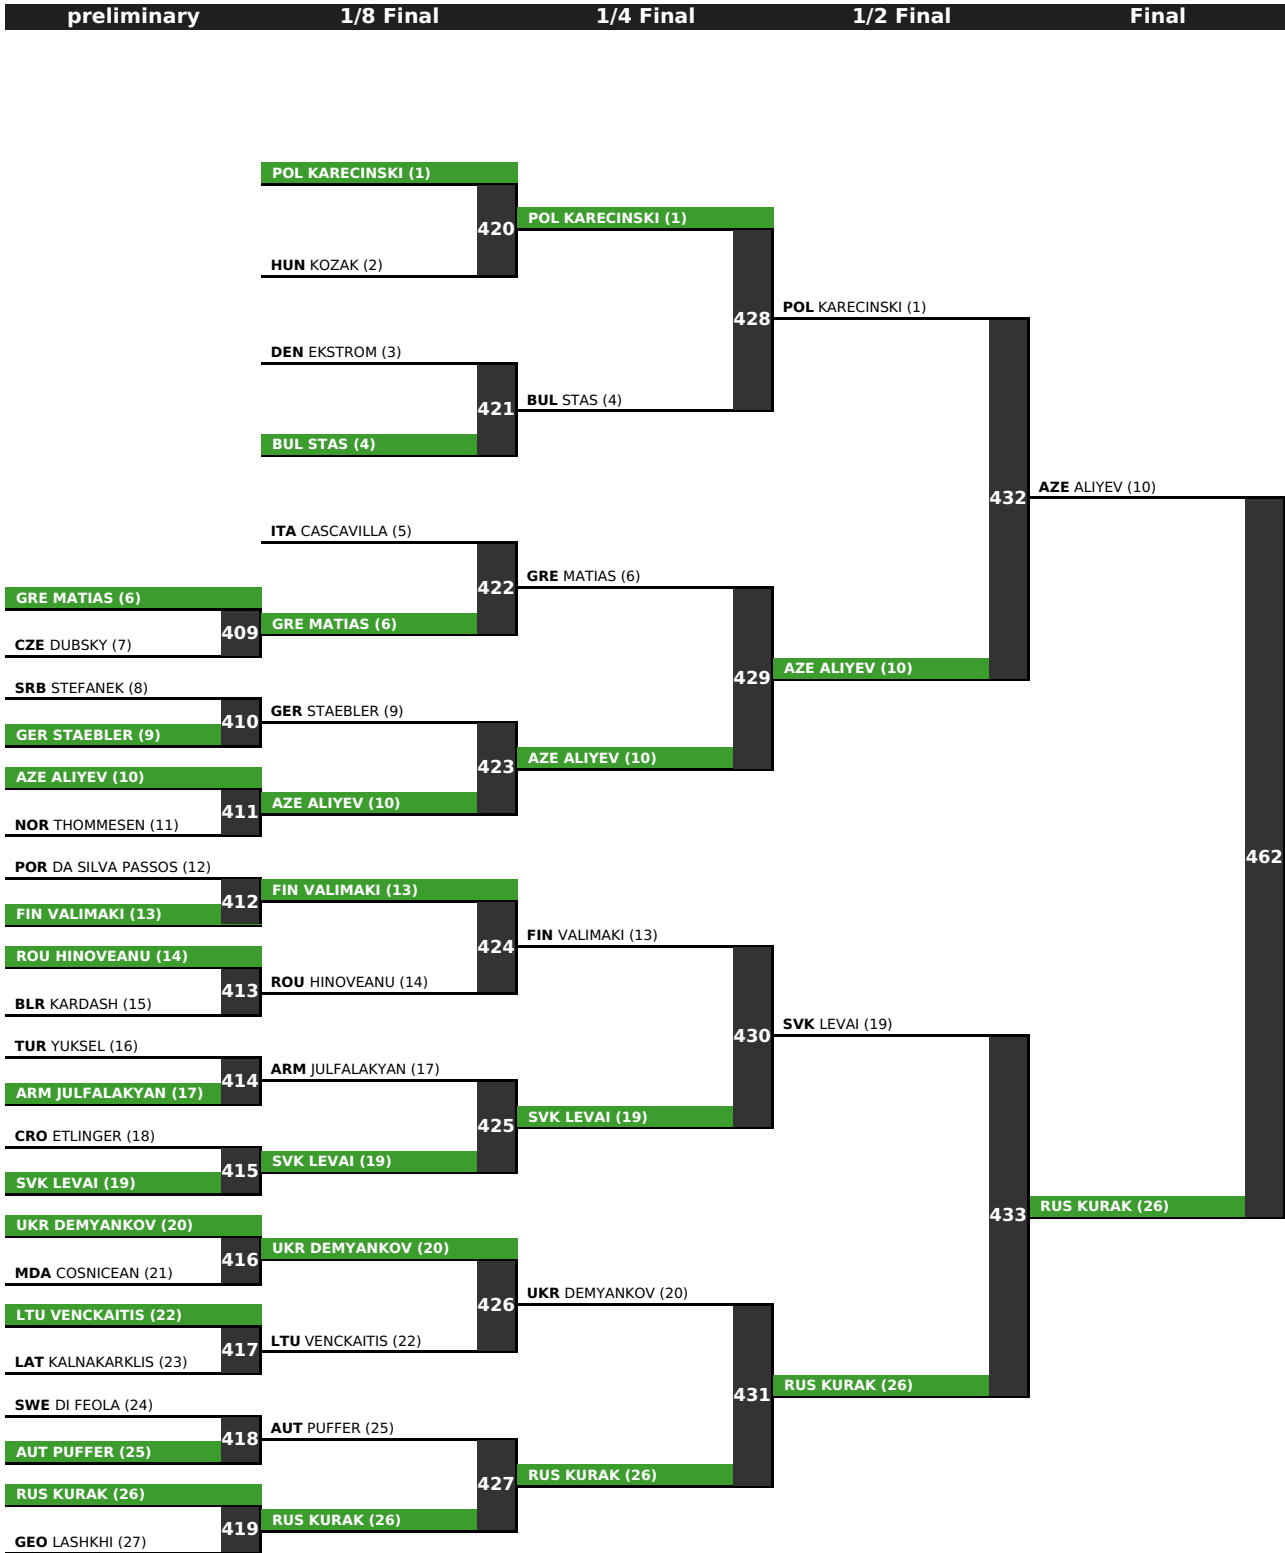 preliminary 1/8 Final 1/4 Final 1/2 Final Final
POL KARECINSKI (1)
420
POL KARECINSKI (1)
HUN KOZAK (2)
428
POL KARECINSKI (1)
DEN EKSTROM (3)
421
BUL STAS (4)
BUL STAS (4)
432
AZE ALIYEV (10)
ITA CASCAVILLA (5)
422
GRE MATIAS (6)
GRE MATIAS (6)
409
GRE MATIAS (6)
CZE DUBSKY (7)
429
AZE ALIYEV (10)
SRB STEFANEK (8)
410
GER STAEBLER (9)
GER STAEBLER (9)
423
AZE ALIYEV (10)
AZE ALIYEV (10)
411
AZE ALIYEV (10)
NOR THOMMESEN (11)
462
POR DA SILVA PASSOS (12)
412
FIN VALIMAKI (13)
FIN VALIMAKI (13)
424
FIN VALIMAKI (13)
ROU HINOVEANU (14)
413
ROU HINOVEANU (14)
BLR KARDASH (15)
430
SVK LEVAI (19)
TUR YUKSEL (16)
414
ARM JULFALAKYAN (17)
ARM JULFALAKYAN (17)
425
SVK LEVAI (19)
CRO ETLINGER (18)
415
SVK LEVAI (19)
SVK LEVAI (19)
433
RUS KURAK (26)
UKR DEMYANKOV (20)
416
UKR DEMYANKOV (20)
MDA COSNICEAN (21)
426
UKR DEMYANKOV (20)
LTU VENCKAITIS (22)
417
LTU VENCKAITIS (22)
LAT KALNAKARKLIS (23)
431
RUS KURAK (26)
SWE DI FEOLA (24)
418
AUT PUFFER (25)
AUT PUFFER (25)
427
RUS KURAK (26)
RUS KURAK (26)
419
RUS KURAK (26)
GEO LASHKHI (27)